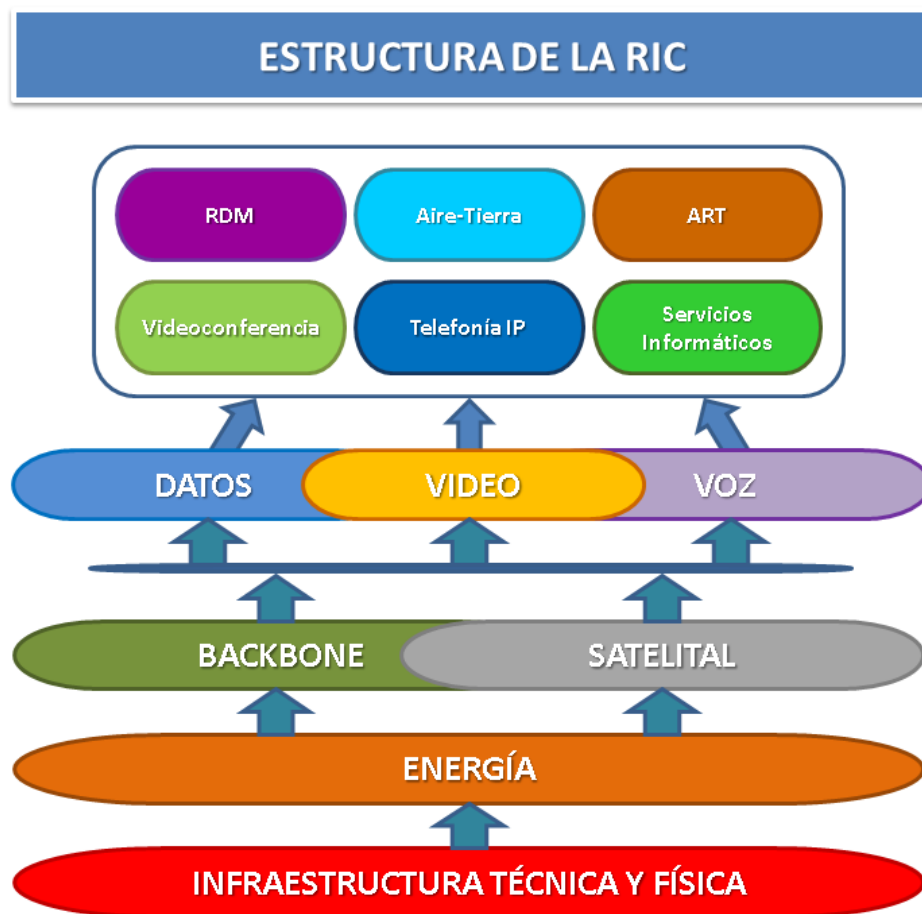 ESTRUCTURA DE LA RIC
RDM
Aire-Tierra
ART
Videoconferencia
Telefonía IP
Servicios
Informáticos
DATOS
VIDEO
VOZ
BACKBONE
SATELITAL
ENERGÍA
INFRAESTRUCTURA TÉCNICA Y FÍSICA